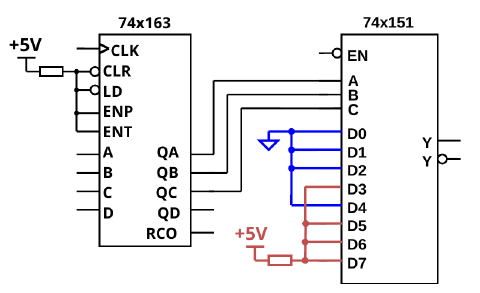 74x163
74x151
+5V
CLK
CLR
LD
ENP
ENT
A
B
C
D
QA
QB
QC
QD
RCO
EN
A
B
C
D0
D1
D2
D3
D4
D5
D6
D7
Y
Y
+5V